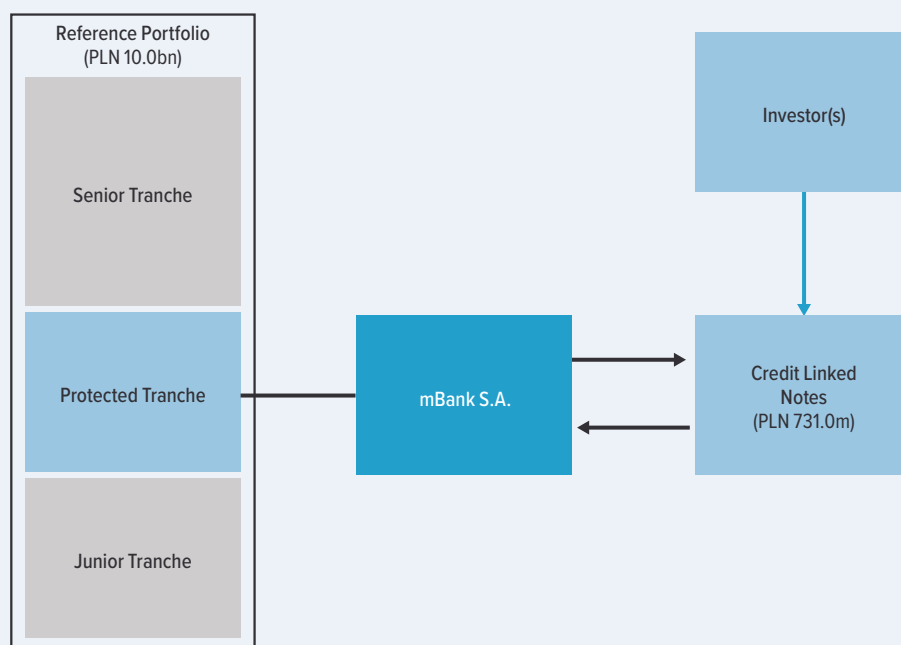 Reference Portfolio
(PLN 10.0bn)
Senior Tranche
Protected Tranche
Junior Tranche
mBank S.A.
Investor(s)
Credit Linked
Notes
(PLN 731.0m)